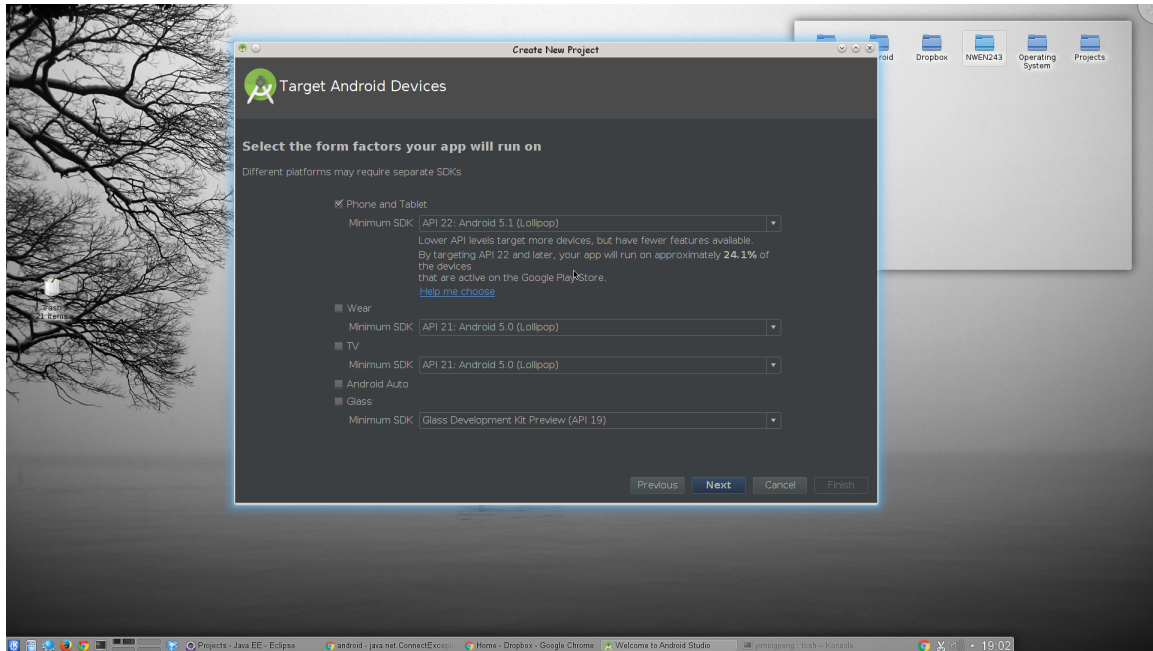 Create New Project
Target Android Devices
Select the form factors your app will run on
Different platforms may require separate SDKs
Phone and Tablet
Minimum SDK API 22: Android 5.1 (Lollipop)
Lower API levels target more devices, but have fewer features available.
By targeting API 22 and later, your app will run on approximately 24.1% of
the devices
that are active on the Google Play Store.
Help me choose
Wear
Minimum SDK API 21: Android 5.0 (Lollipop)
TV
Minimum SDK API 21: Android 5.0 (Lollipop)
Android Auto
Glass
Minimum SDK Glass Development Kit Preview (API 19)
Previous Next Cancel Finish
roid Dropbox NWEN243 Operating System Projects
Trash
21 items
Projects - Java EE - Eclipse
android - java.net.ConnectExcept
Home - Dropbox - Google Chrome
Welcome to Android Studio
yimingpeng : tcsh – Konsole
19:02